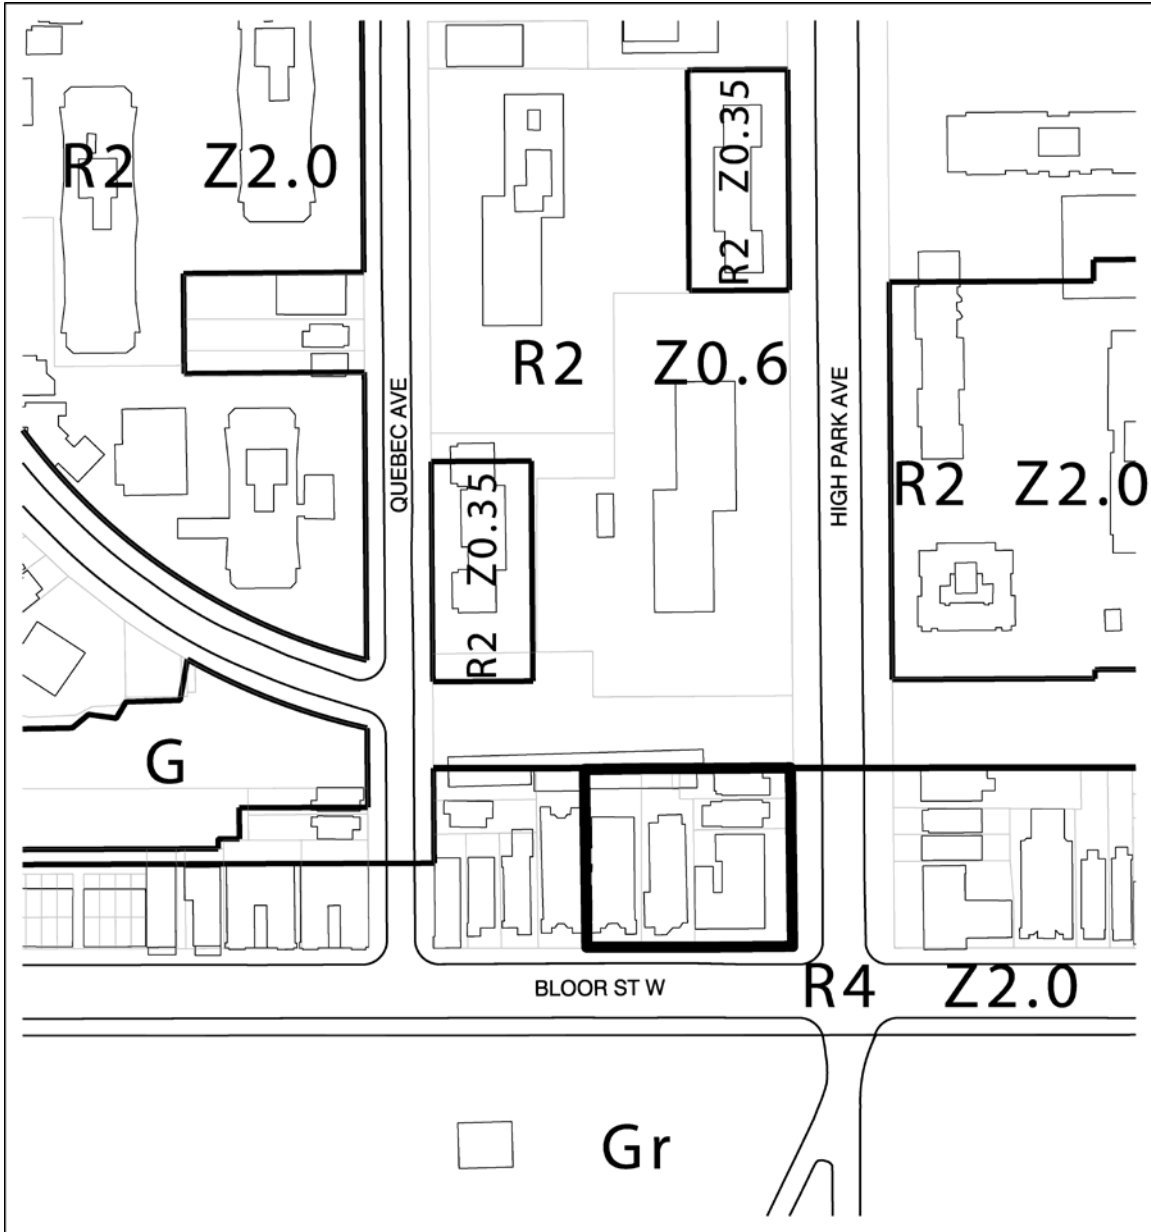 R2 Z2.0
R2 Z0.35
R2 Z0.6
QUEBEC AVE
HIGH PARK AVE
R2 Z0.35
R2 Z2.0
G
BLOOR ST W
R4 Z2.0
Gr